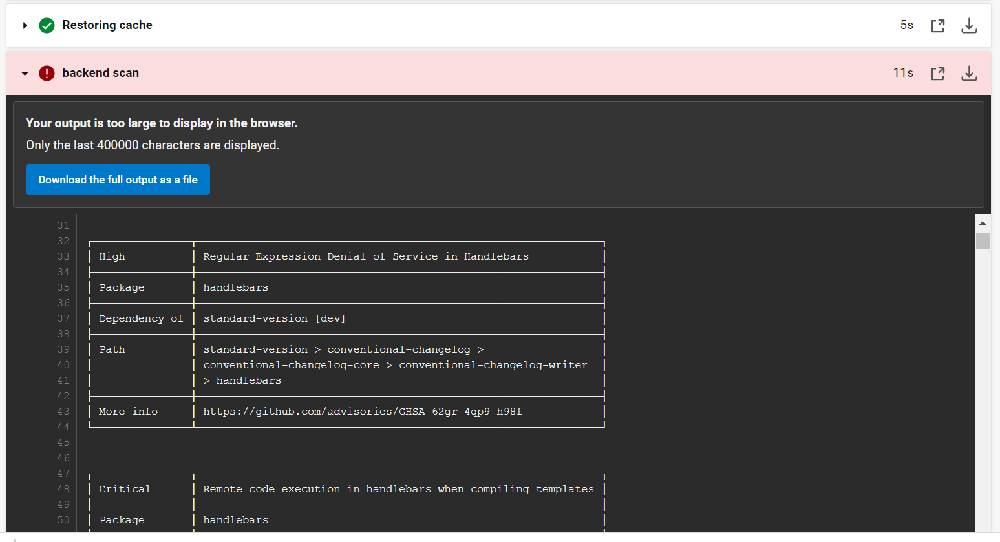 Restoring cache 5s
backend scan 11s
Your output is too large to display in the browser.
Only the last 400000 characters are displayed.
Download the full output as a file
31
32
33 High Regular Expression Denial of Service in Handlebars
34
35 Package handlebars
36
37 Dependency of standard-version [dev]
38
39 Path standard-version > conventional-changelog >
40 conventional-changelog-core > conventional-changelog-writer
41 > handlebars
42
43 More info https://github.com/advisories/GHSA-62gr-4qp9-h98f
44
45
46
47
48 Critical Remote code execution in handlebars when compiling templates
49
50 Package handlebars